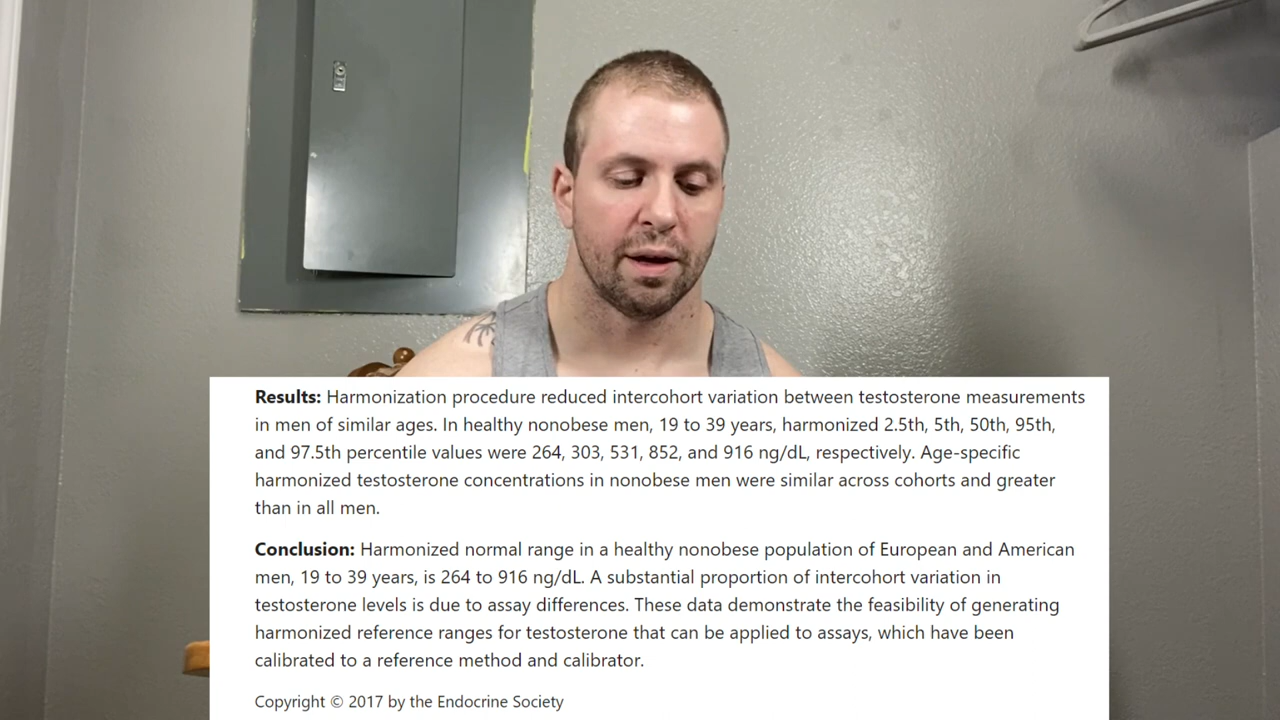 Results: Harmonization procedure reduced intercohort variation between testosterone measurements
in men of similar ages. In healthy nonobese men, 19 to 39 years, harmonized 2.5th, 5th, 50th, 95th,
and 97.5th percentile values were 264, 303, 531, 852, and 916 ng/dL, respectively. Age-specific
harmonized testosterone concentrations in nonobese men were similar across cohorts and greater
than in all men.
Conclusion: Harmonized normal range in a healthy nonobese population of European and American
men, 19 to 39 years, is 264 to 916 ng/dL. A substantial proportion of intercohort variation in
testosterone levels is due to assay differences. These data demonstrate the feasibility of generating
harmonized reference ranges for testosterone that can be applied to assays, which have been
calibrated to a reference method and calibrator.
Copyright © 2017 by the Endocrine Society